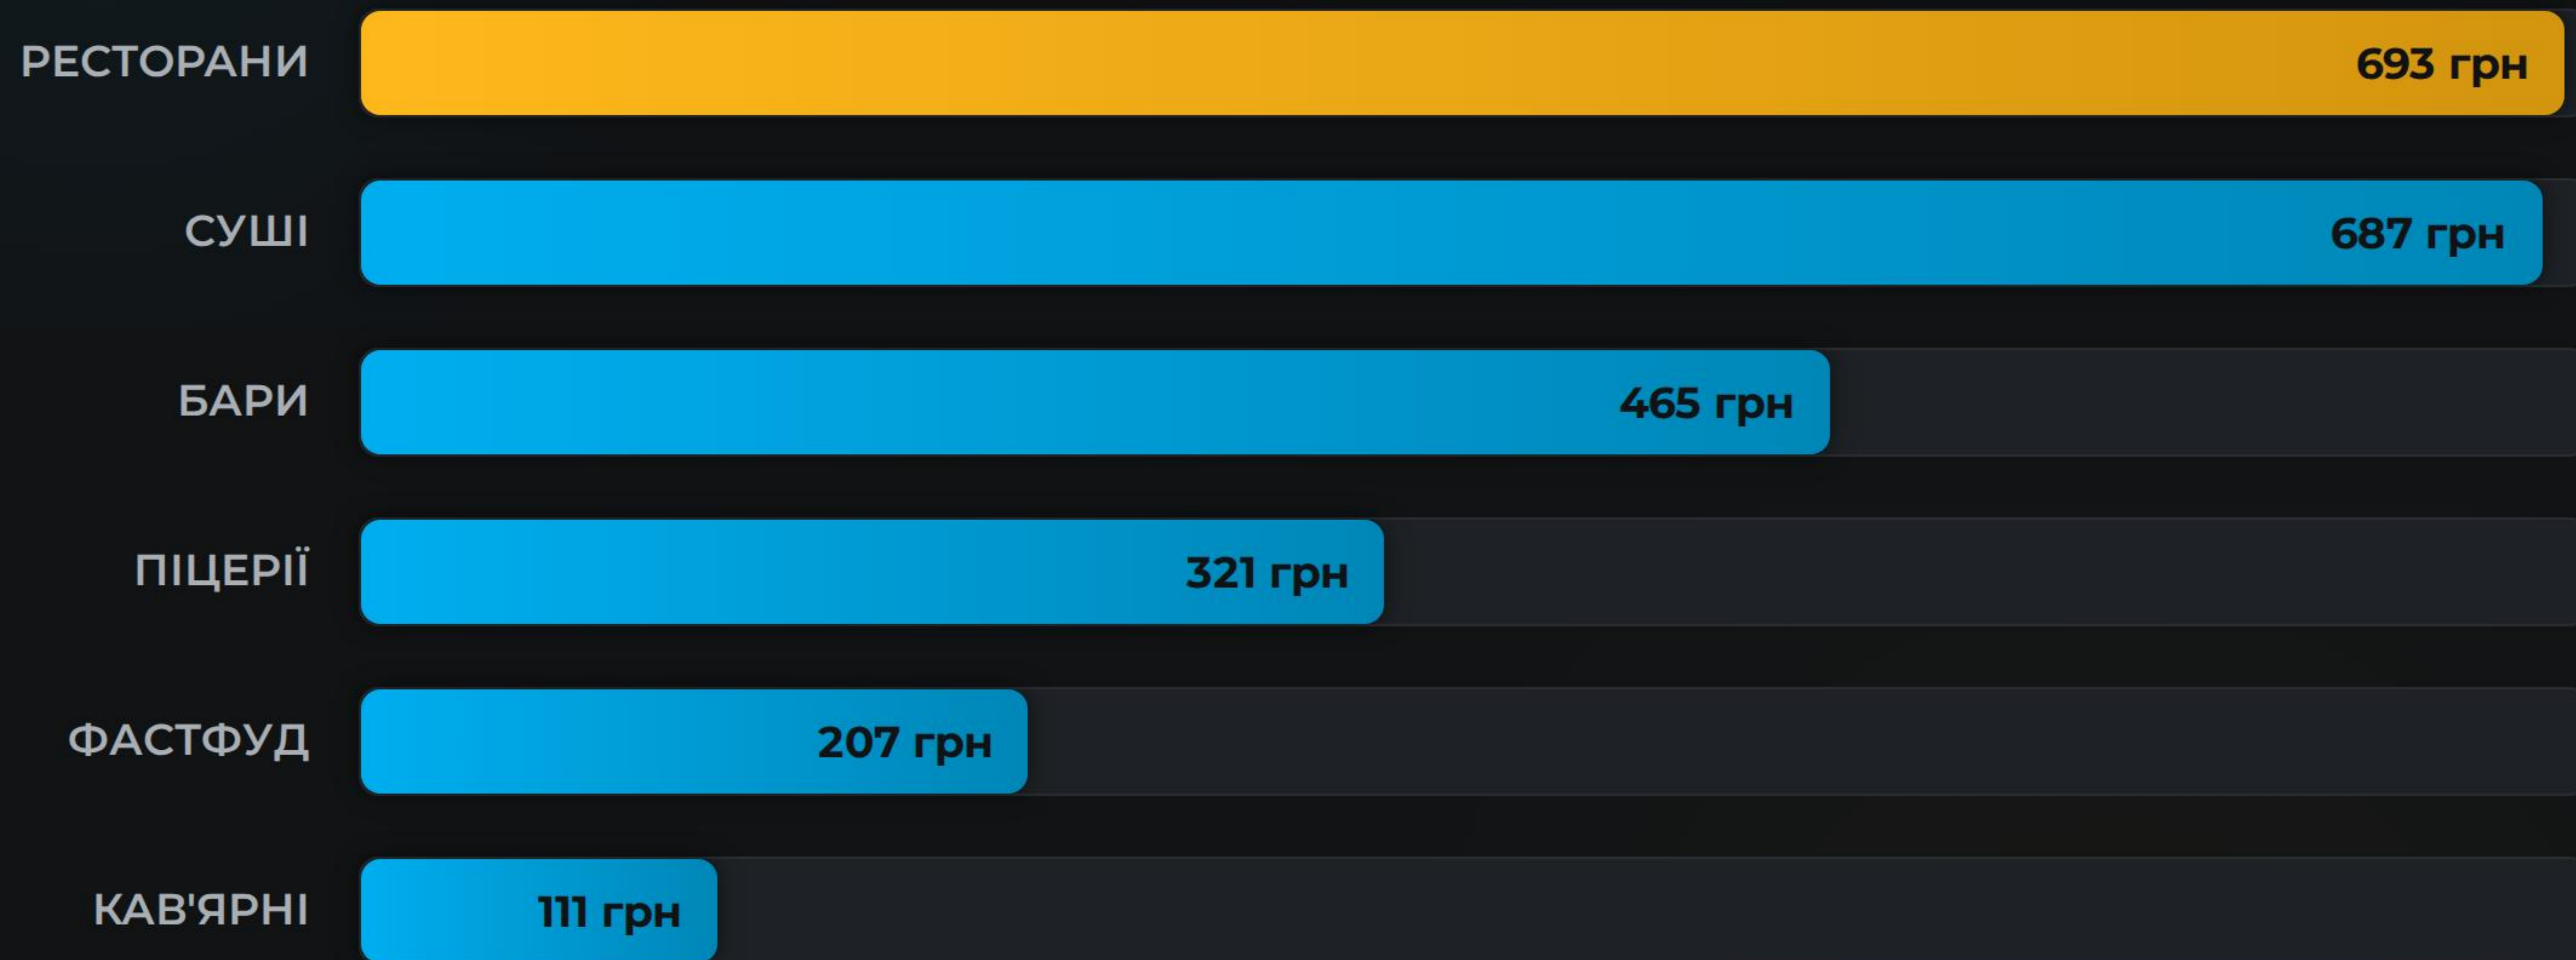 РЕСТОРАНИ 693 грн
СУШІ 687 грн
БАРИ 465 грн
ПІЦЕРІЇ 321 грн
ФАСТФУД 207 грн
КАВ'ЯРНІ 111 грн